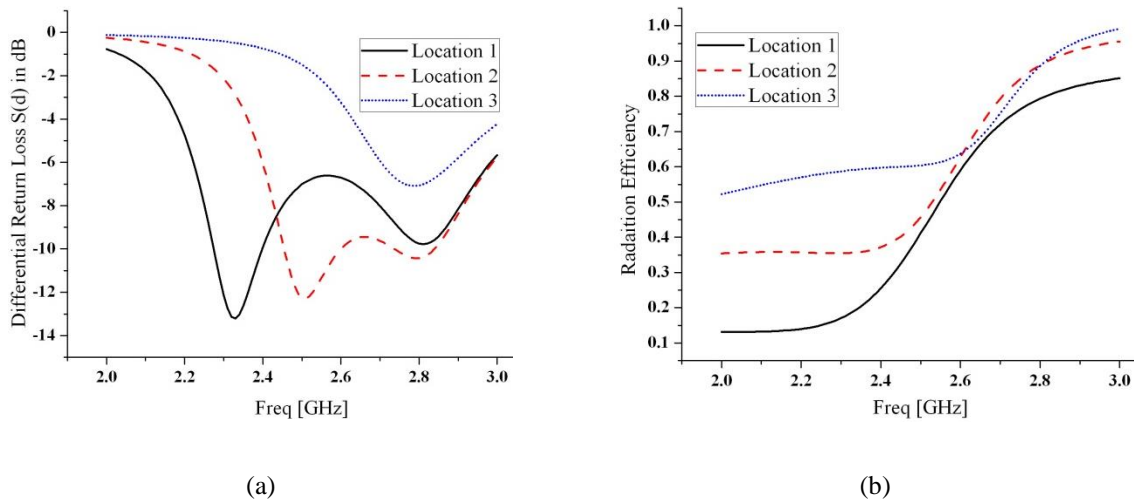 Differential Return Loss S(d) in dB
0
-2
-4
-6
-8
-10
-12
-14
Location 1
Location 2
Location 3
2.0 2.2 2.4 2.6 2.8 3.0
Freq [GHz]
(a)
Radaition Efficiency
1.0
0.9
0.8
0.7
0.6
0.5
0.4
0.3
0.2
0.1
Location 1
Location 2
Location 3
2.0 2.2 2.4 2.6 2.8 3.0
Freq [GHz]
(b)